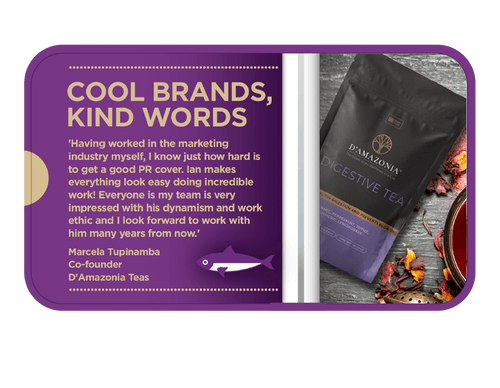 COOL BRANDS,
KIND WORDS
'Having worked in the marketing
industry myself, I know just how hard is
to get a good PR cover. Ian makes
everything look easy doing incredible
work! Everyone is my team is very
impressed with his dynamism and work
ethic and I look forward to work with
him many years from now.'
Marcela Tupinamba
Co-founder
D'Amazonia Teas
D'AMAZONIA
DIGESTIVE TEA